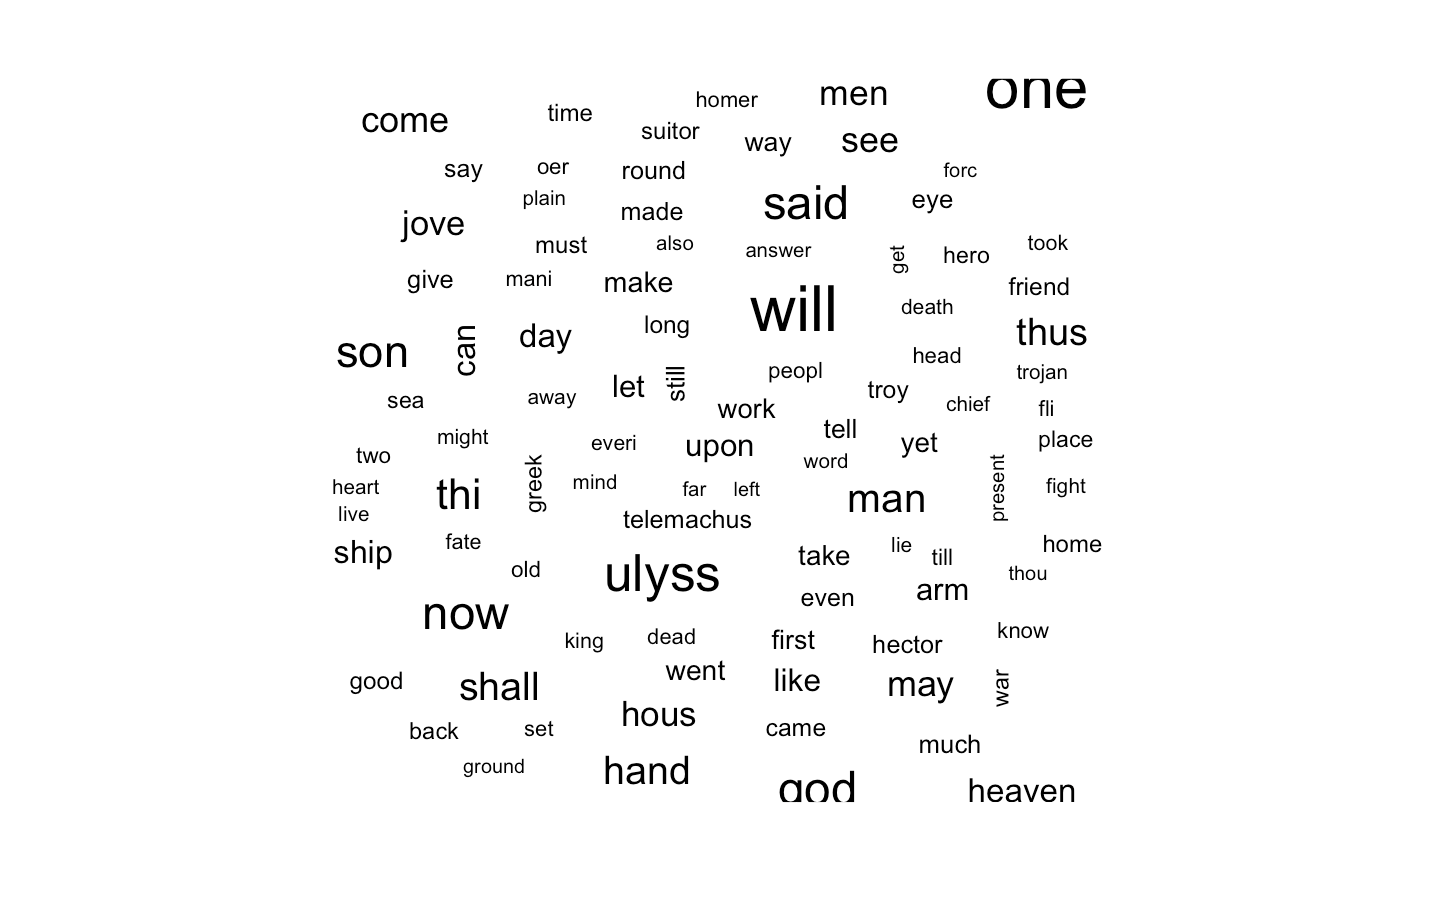 one
men
homer
time
come
suitor
way
see
say
oer
round
forc
plain
made
said
eye
jove
must
also
answer
get
hero
took
give
mani
make
will
death
friend
son
can
day
long
thus
head
sea
away
let
still
peopl
troy
trojan
work
chief
fli
might
everi
upon
tell
yet
place
two
word
heart
thi
greek
mind
far
left
man
present
fight
live
telemachus
ship
fate
old
ulyss
take
lie
till
home
thou
now
even
arm
king
dead
first
hector
know
good
shall
went
like
may
war
back
set
hous
came
much
ground
hand
god
heaven